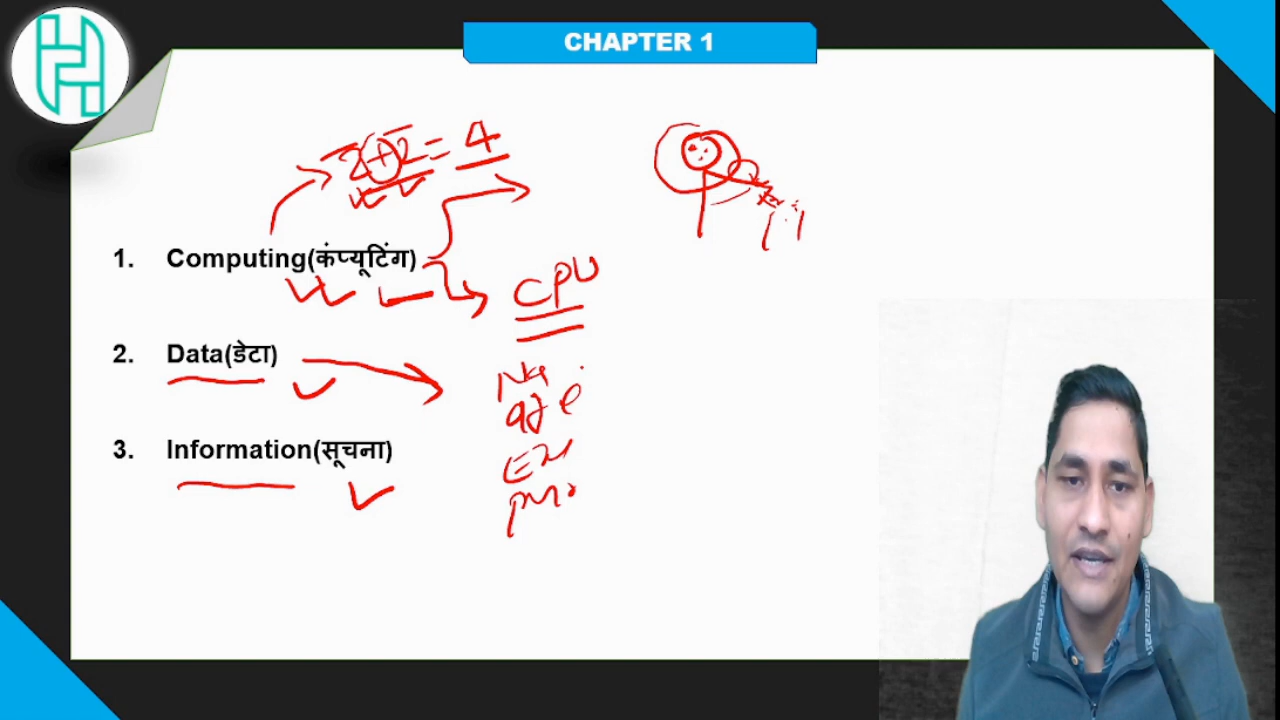 CHAPTER 1
2+2=4
1. Computing(कंप्यूटिंग)
CPU
2. Data(डेटा)
3. Information(सूचना)